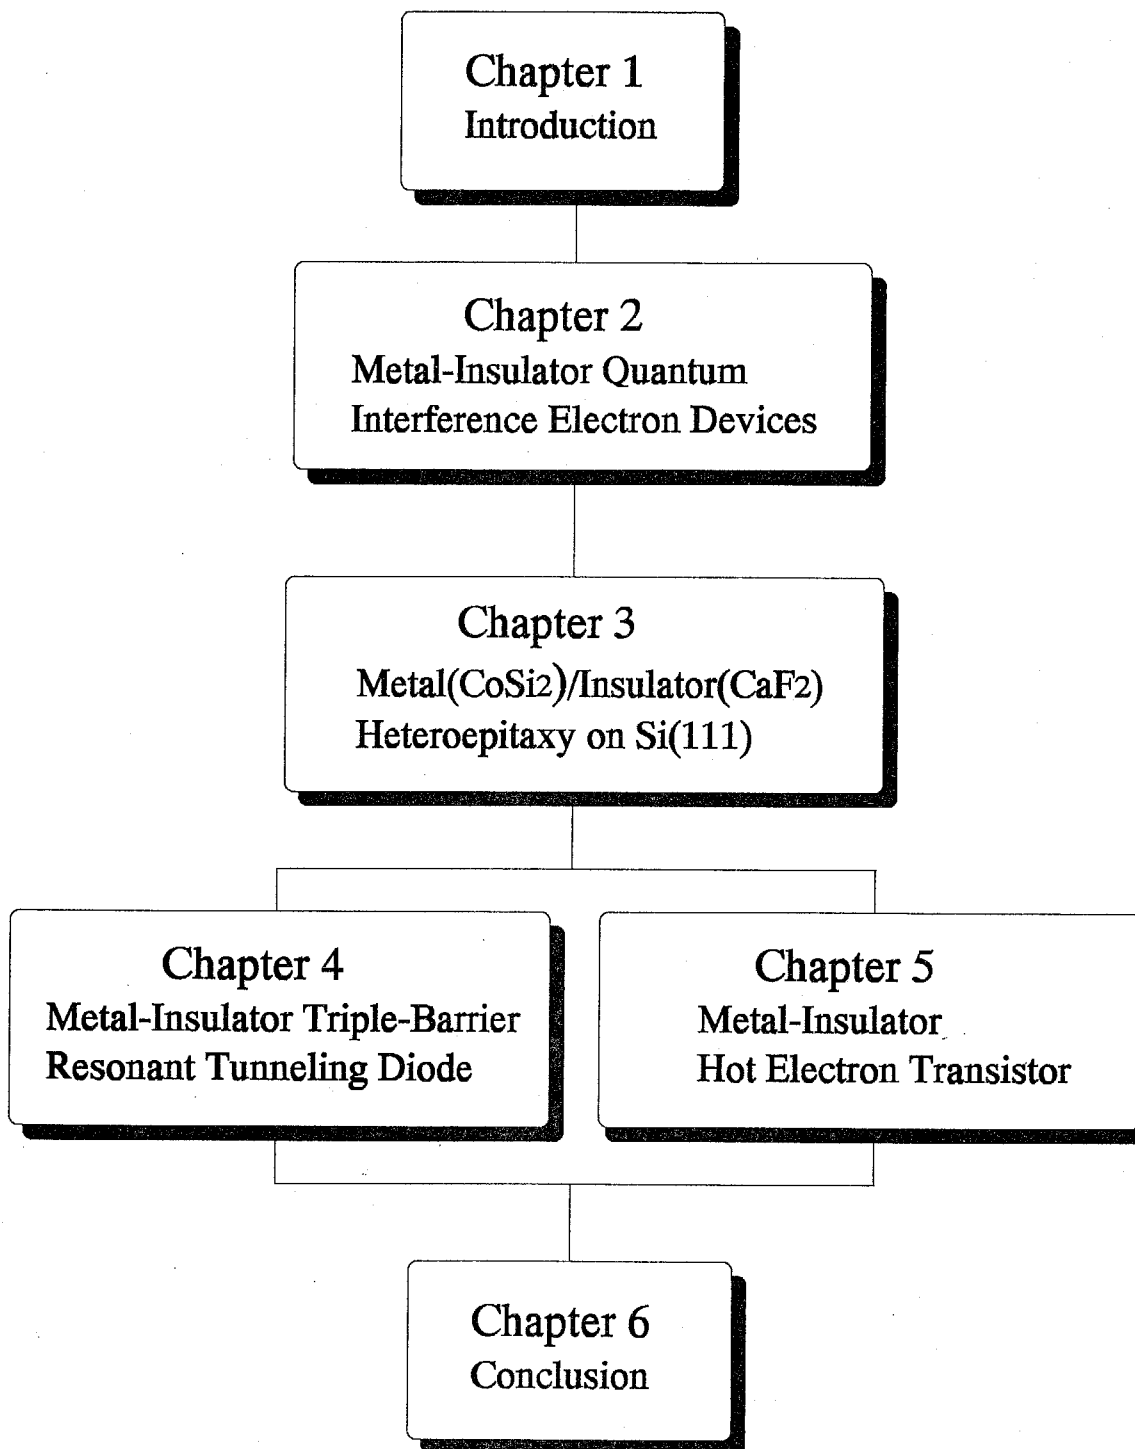 Chapter 1
Introduction
Chapter 2
Metal-Insulator Quantum
Interference Electron Devices
Chapter 3
Metal(CoSi2)/Insulator(CaF2)
Heteroepitaxy on Si(111)
Chapter 4
Metal-Insulator Triple-Barrier
Resonant Tunneling Diode
Chapter 5
Metal-Insulator
Hot Electron Transistor
Chapter 6
Conclusion